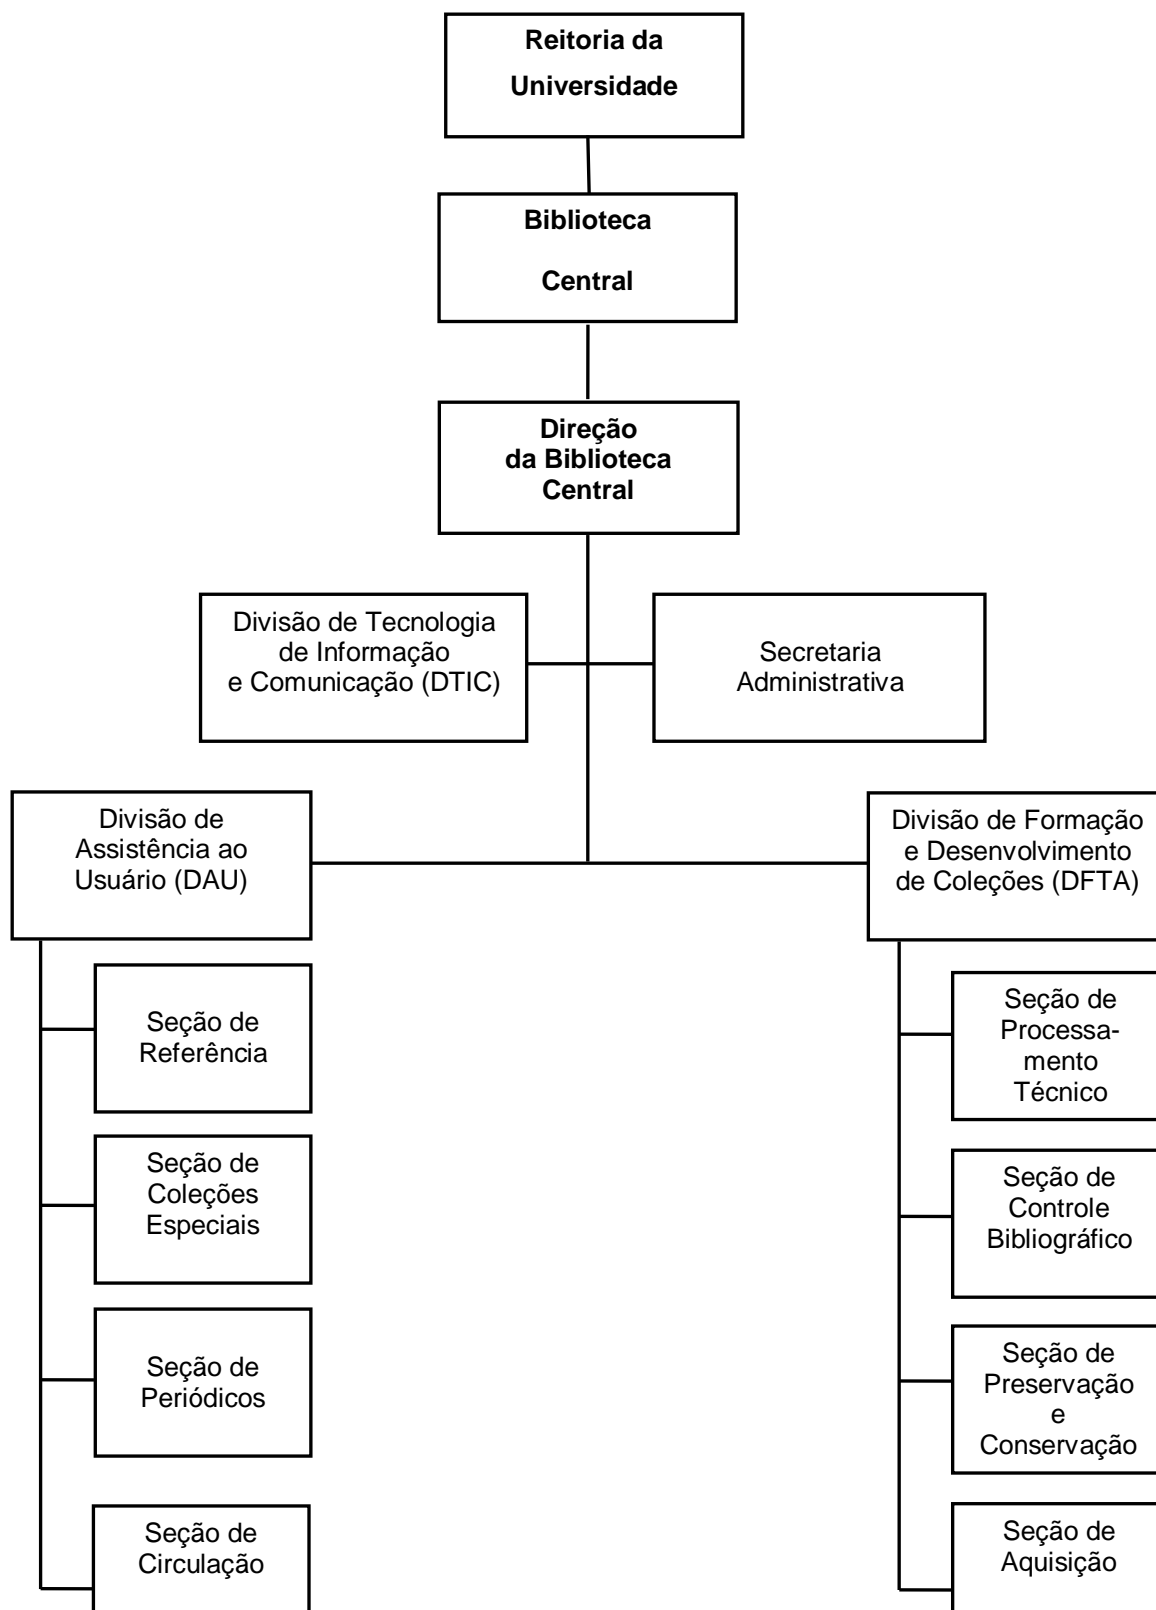 Reitoria da
Universidade
Biblioteca
Central
Direção
da Biblioteca
Central
Divisão de Tecnologia
de Informação
e Comunicação (DTIC)
Secretaria
Administrativa
Divisão de
Assistência ao
Usuário (DAU)
Divisão de Formação
e Desenvolvimento
de Coleções (DFTA)
Seção de
Referência
Seção de
Coleções
Especiais
Seção de
Periódicos
Seção de
Circulação
Seção de
Processa-
mento
Técnico
Seção de
Controle
Bibliográfico
Seção de
Preservação
e
Conservação
Seção de
Aquisição